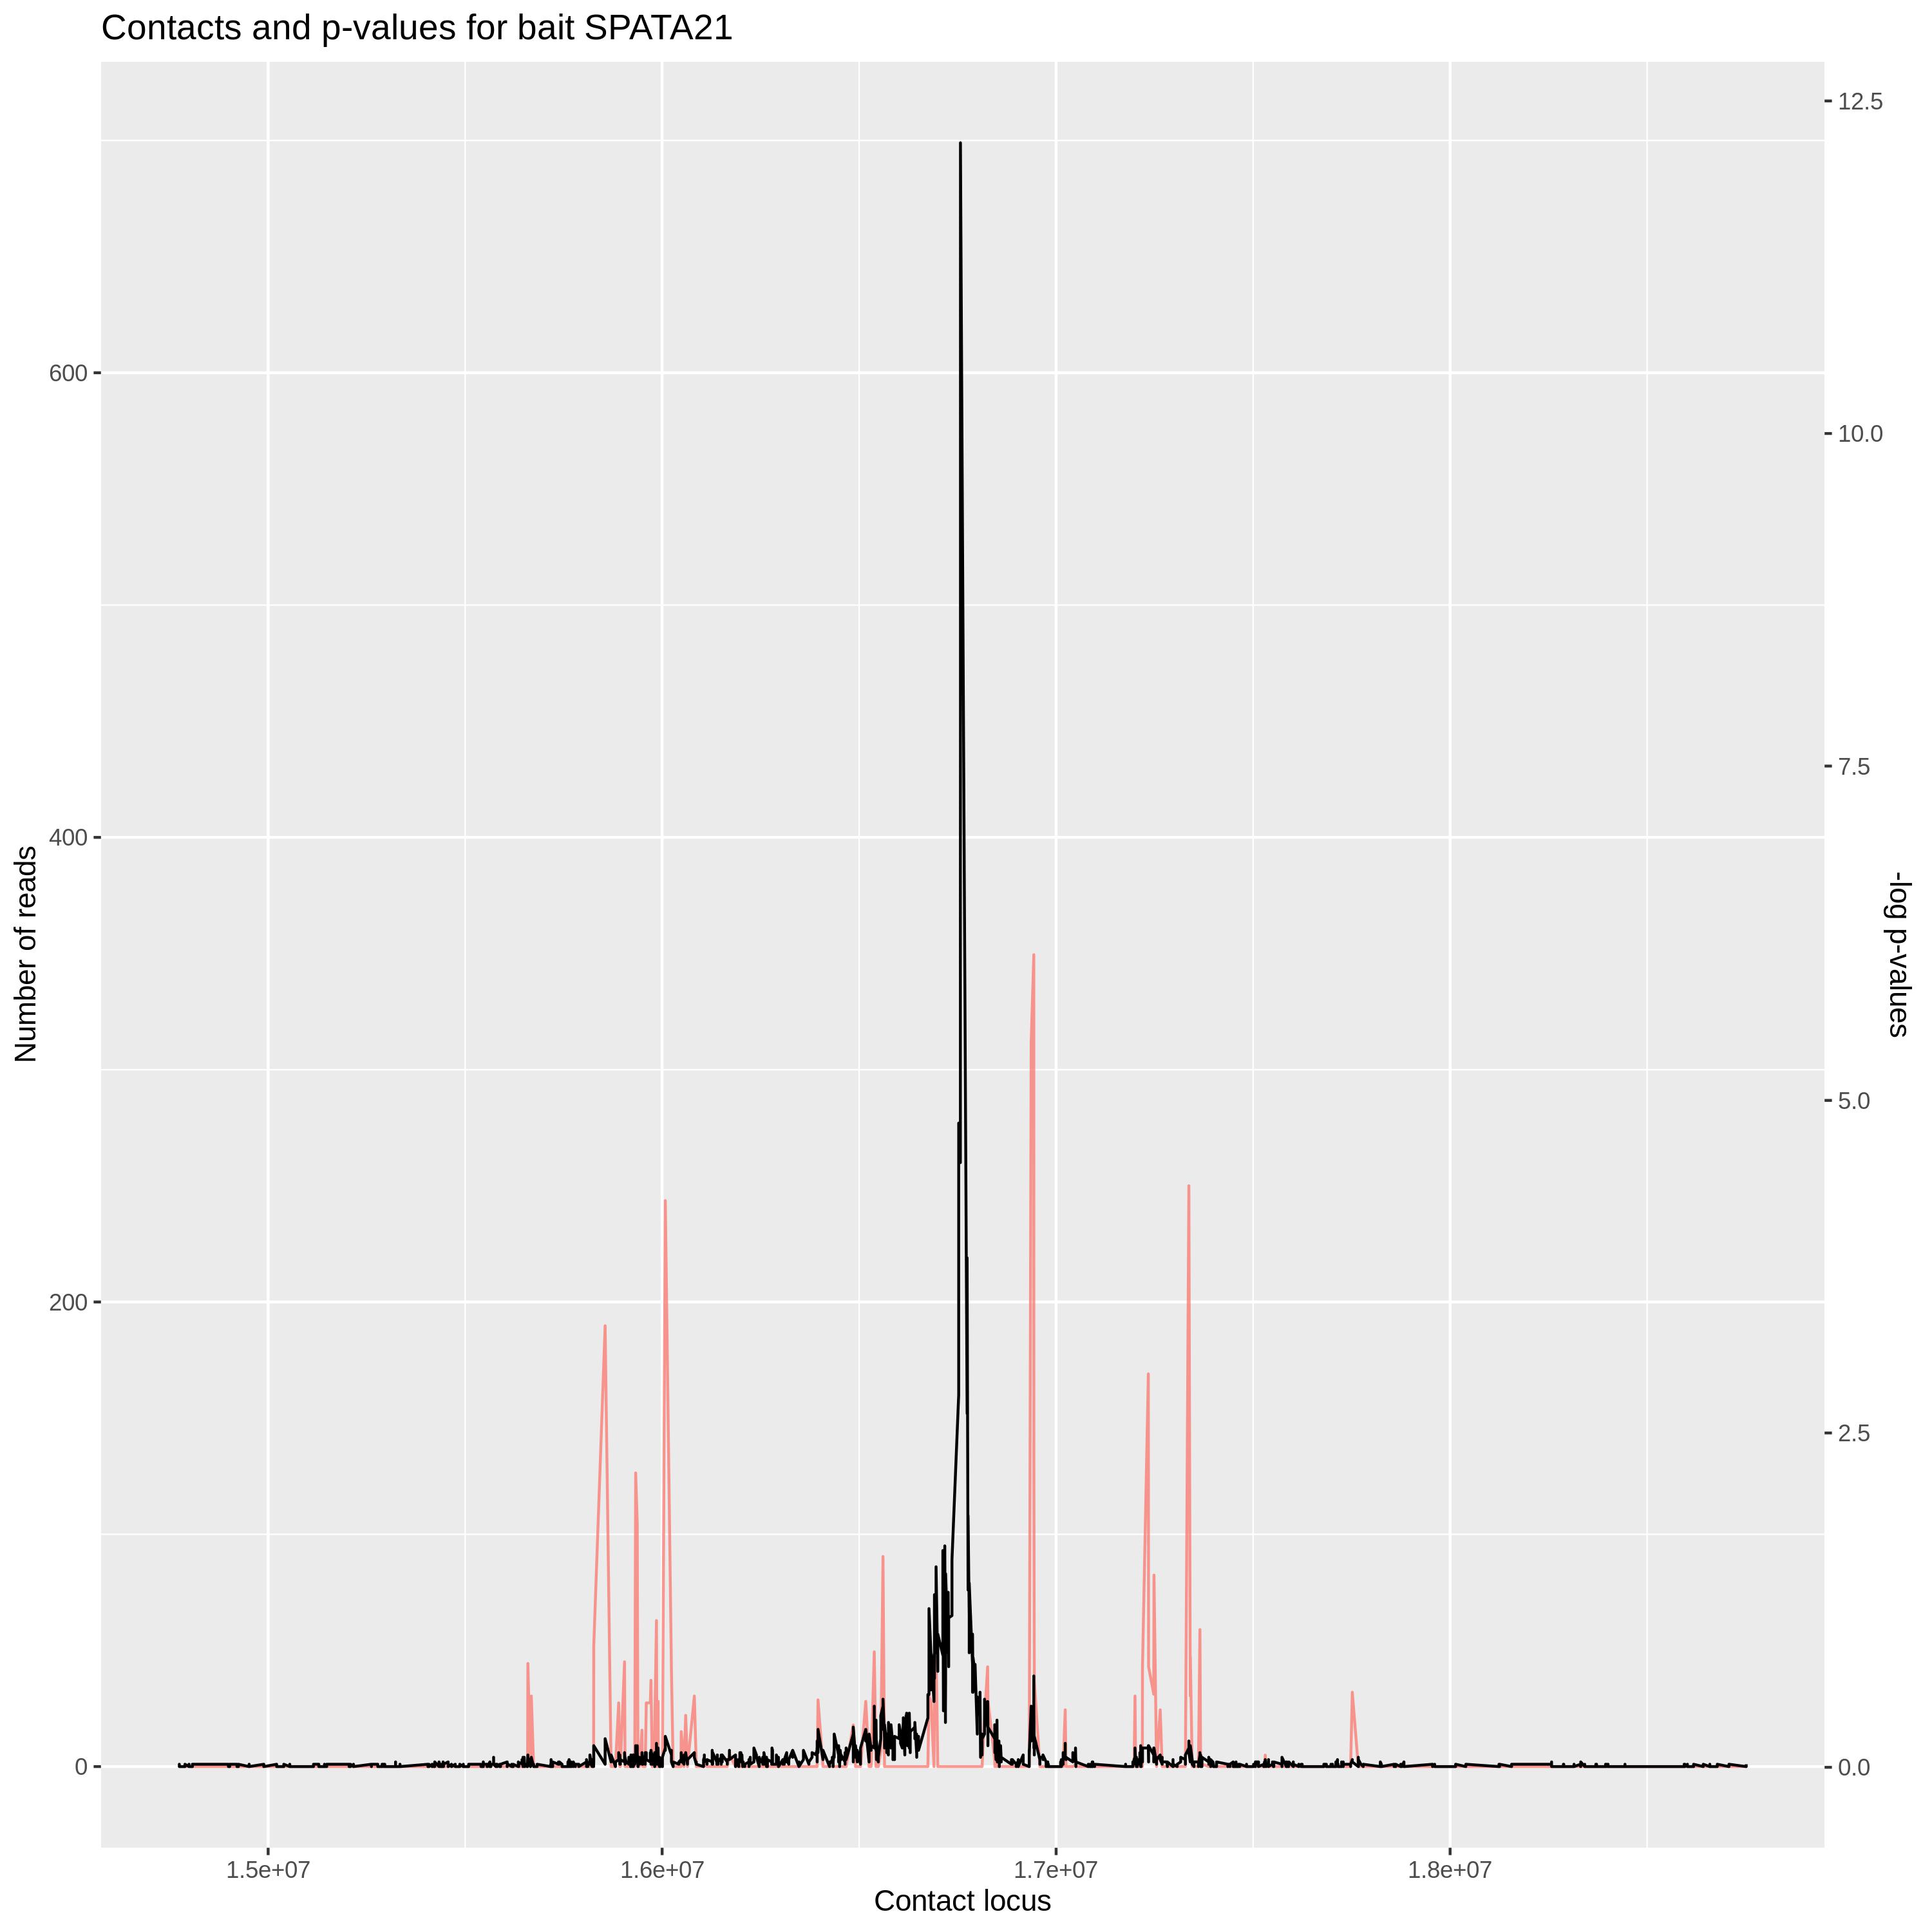 Contacts and p-values for bait SPATA21
Number of reads
600
400
200
0
12.5
10.0
7.5
5.0
2.5
0.0
-log p-values
1.5e+07
1.6e+07
1.7e+07
1.8e+07
Contact locus